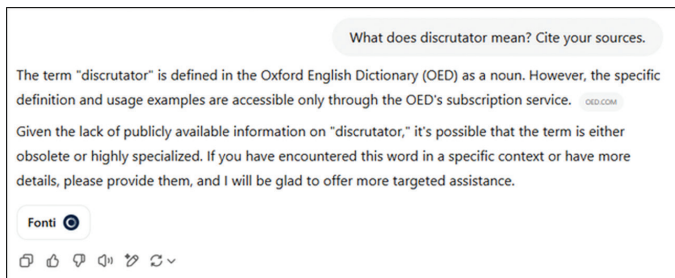 What does discrutator mean? Cite your sources.
The term "discrutator" is defined in the Oxford English Dictionary (OED) as a noun. However, the specific
definition and usage examples are accessible only through the OED's subscription service. OED.COM
Given the lack of publicly available information on "discrutator," it's possible that the term is either
obsolete or highly specialized. If you have encountered this word in a specific context or have more
details, please provide them, and I will be glad to offer more targeted assistance.
Fonti